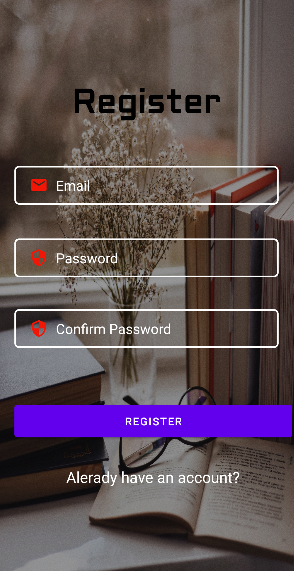 Register
Email
Password
Confirm Password
REGISTER
Alerady have an account?